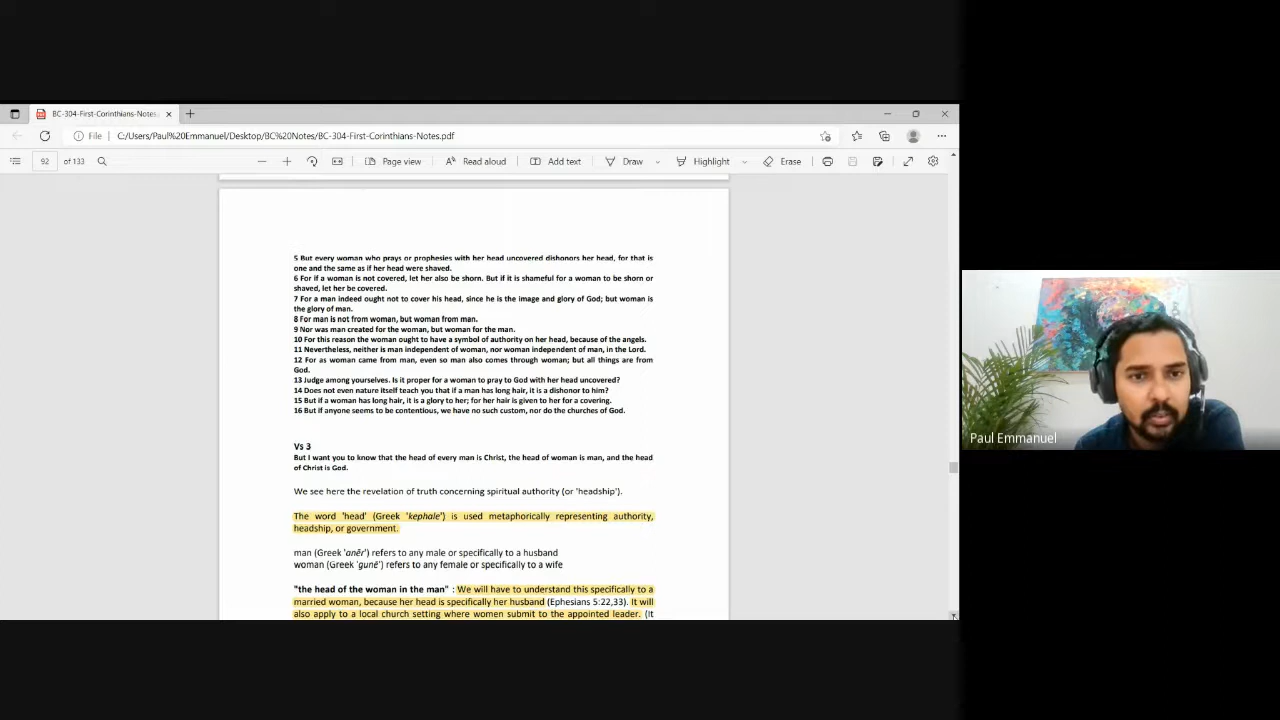 BC-304-First-Corinthians-Notes.
File
C:/Users/Paul%20Emmanuel/Desktop/BC%20Notes/BC-304-First-Corinthians-Notes.pdf
92 of 133
Page view
Read aloud
Add text
Draw
Highlight
Erase
5 But every woman who prays or prophesies with her head uncovered dishonors her head, for that is
one and the same as if her head were shaved.
6 For if a woman is not covered, let her also be shorn. But if it is shameful for a woman to be shorn or
shaved, let her be covered.
7 For a man indeed ought not to cover his head, since he is the image and glory of God; but woman is
the glory of man.
8 For man is not from woman, but woman from man.
9 Nor was man created for the woman, but woman for the man.
10 For this reason the woman ought to have a symbol of authority on her head, because of the angels.
11 Nevertheless, neither is man independent of woman, nor woman independent of man, in the Lord.
12 For as woman came from man, even so man also comes through woman; but all things are from
God.
13 Judge among yourselves. Is it proper for a woman to pray to God with her head uncovered?
14 Does not even nature itself teach you that if a man has long hair, it is a dishonor to him?
15 But if a woman has long hair, it is a glory to her; for her hair is given to her for a covering.
16 But if anyone seems to be contentious, we have no such custom, nor do the churches of God.
Vs 3
But I want you to know that the head of every man is Christ, the head of woman is man, and the head
of Christ is God.
We see here the revelation of truth concerning spiritual authority (or 'headship').
The word 'head' (Greek 'kephale') is used metaphorically representing authority,
headship, or government.
man (Greek 'anēr') refers to any male or specifically to a husband
woman (Greek 'gunē') refers to any female or specifically to a wife
"the head of the woman in the man" : We will have to understand this specifically to a
married woman, because her head is specifically her husband (Ephesians 5:22,33). It will
also apply to a local church setting where women submit to the appointed leader. (It
Paul Emmanuel